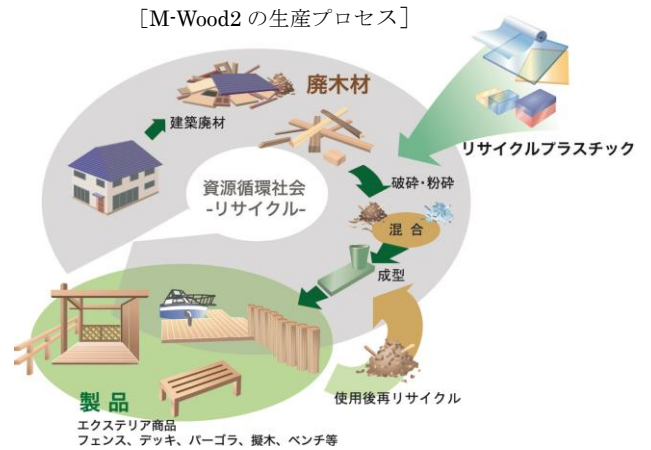 ［M-Wood2 の生産プロセス］
廃木材
建築廃材
リサイクルプラスチック
資源循環社会
-リサイクル-
破砕・粉砕
混 合
成型
使用後再リサイクル
製 品
エクステリア商品
フェンス、デッキ、パーゴラ、擬木、ベンチ等